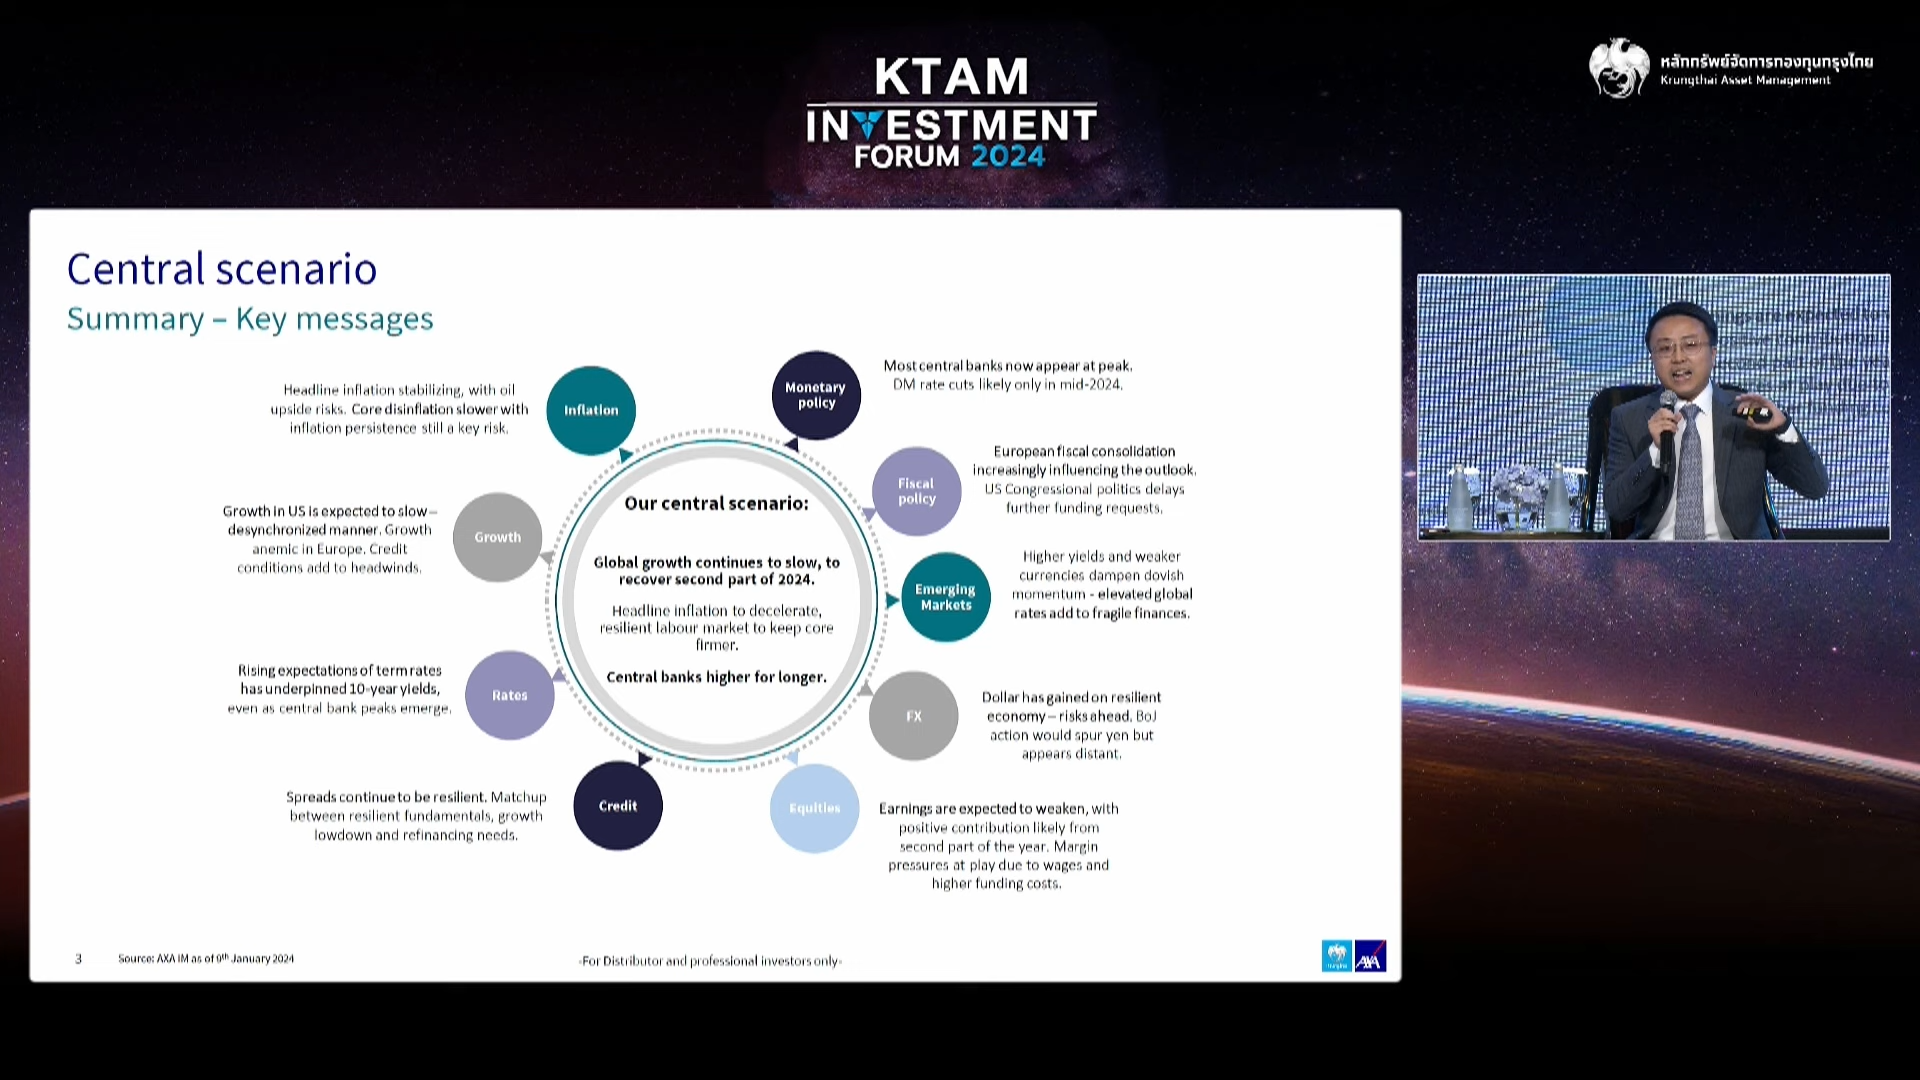 KTAM
INVESTMENT
FORUM 2024
หลักทรัพย์จัดการกองทุนกรุงไทย
Krungthai Asset Management
Central scenario
Summary – Key messages
Inflation
Headline inflation stabilizing, with oil
upside risks. Core disinflation slower with
inflation persistence still a key risk.
Monetary
policy
Most central banks now appear at peak.
DM rate cuts likely only in mid-2024.
Fiscal
policy
European fiscal consolidation
increasingly influencing the outlook.
US Congressional politics delays
further funding requests.
Growth
Growth in US is expected to slow–
desynchronized manner. Growth
anemic in Europe. Credit
conditions add to headwinds.
Our central scenario:
Global growth continues to slow, to
recover second part of 2024.
Headline inflation to decelerate,
resilient labour market to keep core
firmer.
Central banks higher for longer.
Emerging
Markets
Higher yields and weaker
currencies dampen dovish
momentum - elevated global
rates add to fragile finances.
Rates
Rising expectations of term rates
has underpinned 10-year yields,
even as central bank peaks emerge.
FX
Dollar has gained on resilient
economy – risks ahead. BoJ
action would spur yen but
appears distant.
Credit
Spreads continue to be resilient. Matchup
between resilient fundamentals, growth
lowdown and refinancing needs.
Equities
Earnings are expected to weaken, with
positive contribution likely from
second part of the year. Margin
pressures at play due to wages and
higher funding costs.
3
Source: AXA IM as of 9th January 2024
-For Distributor and professional investors only-
AXA